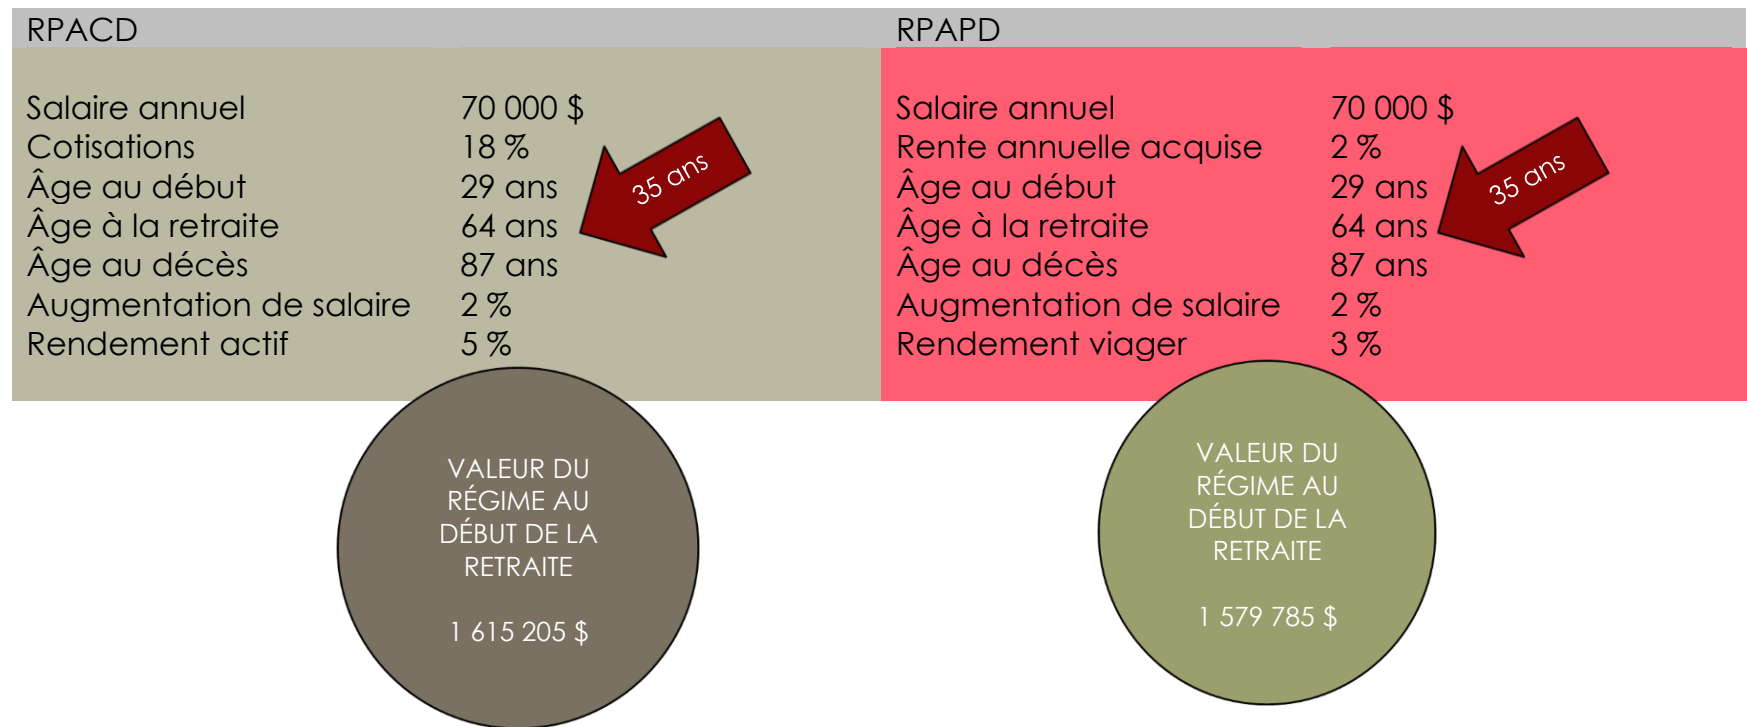 RPACD
Salaire annuel 70 000 $
Cotisations 18 %
Âge au début 29 ans
Âge à la retraite 64 ans
Âge au décès 87 ans
Augmentation de salaire 2 %
Rendement actif 5 %
35 ans
VALEUR DU
RÉGIME AU
DÉBUT DE LA
RETRAITE
1 615 205 $
RPAPD
Salaire annuel 70 000 $
Rente annuelle acquise 2 %
Âge au début 29 ans
Âge à la retraite 64 ans
Âge au décès 87 ans
Augmentation de salaire 2 %
Rendement viager 3 %
35 ans
VALEUR DU
RÉGIME AU
DÉBUT DE LA
RETRAITE
1 579 785 $